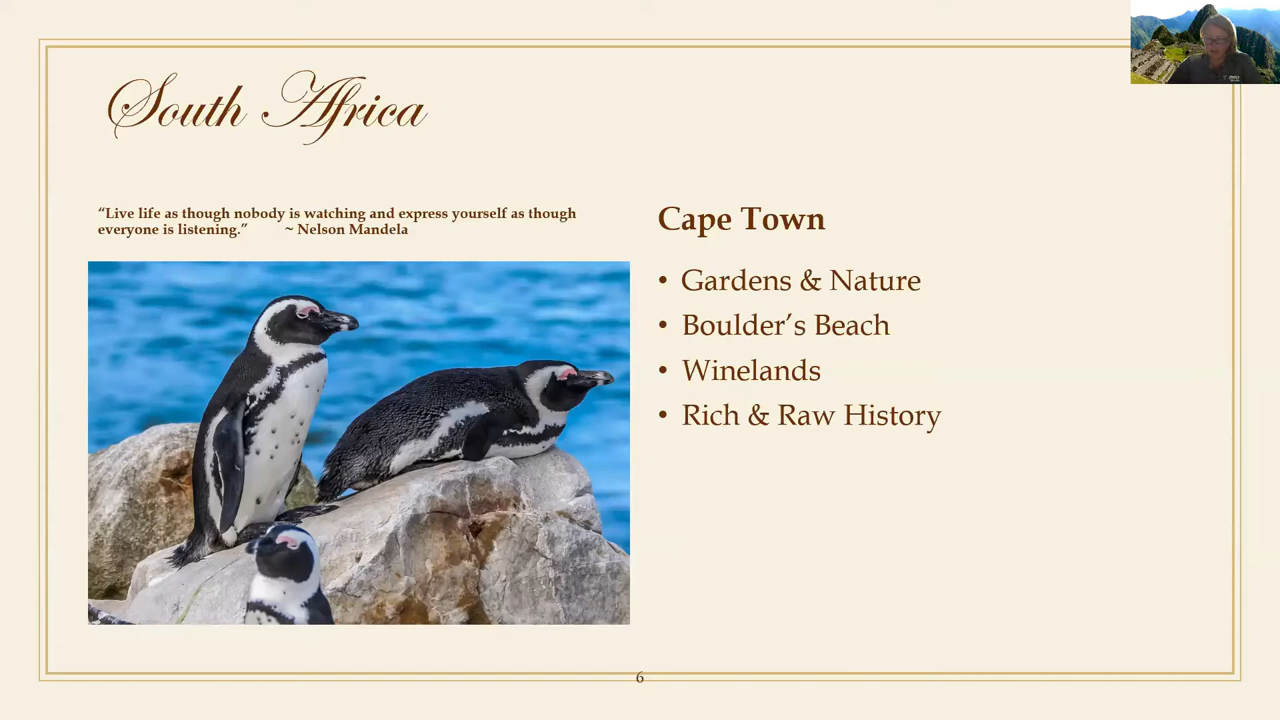 South Africa
“Live life as though nobody is watching and express yourself as though
everyone is listening.” ~ Nelson Mandela
Cape Town
• Gardens & Nature
• Boulder’s Beach
• Winelands
• Rich & Raw History
6